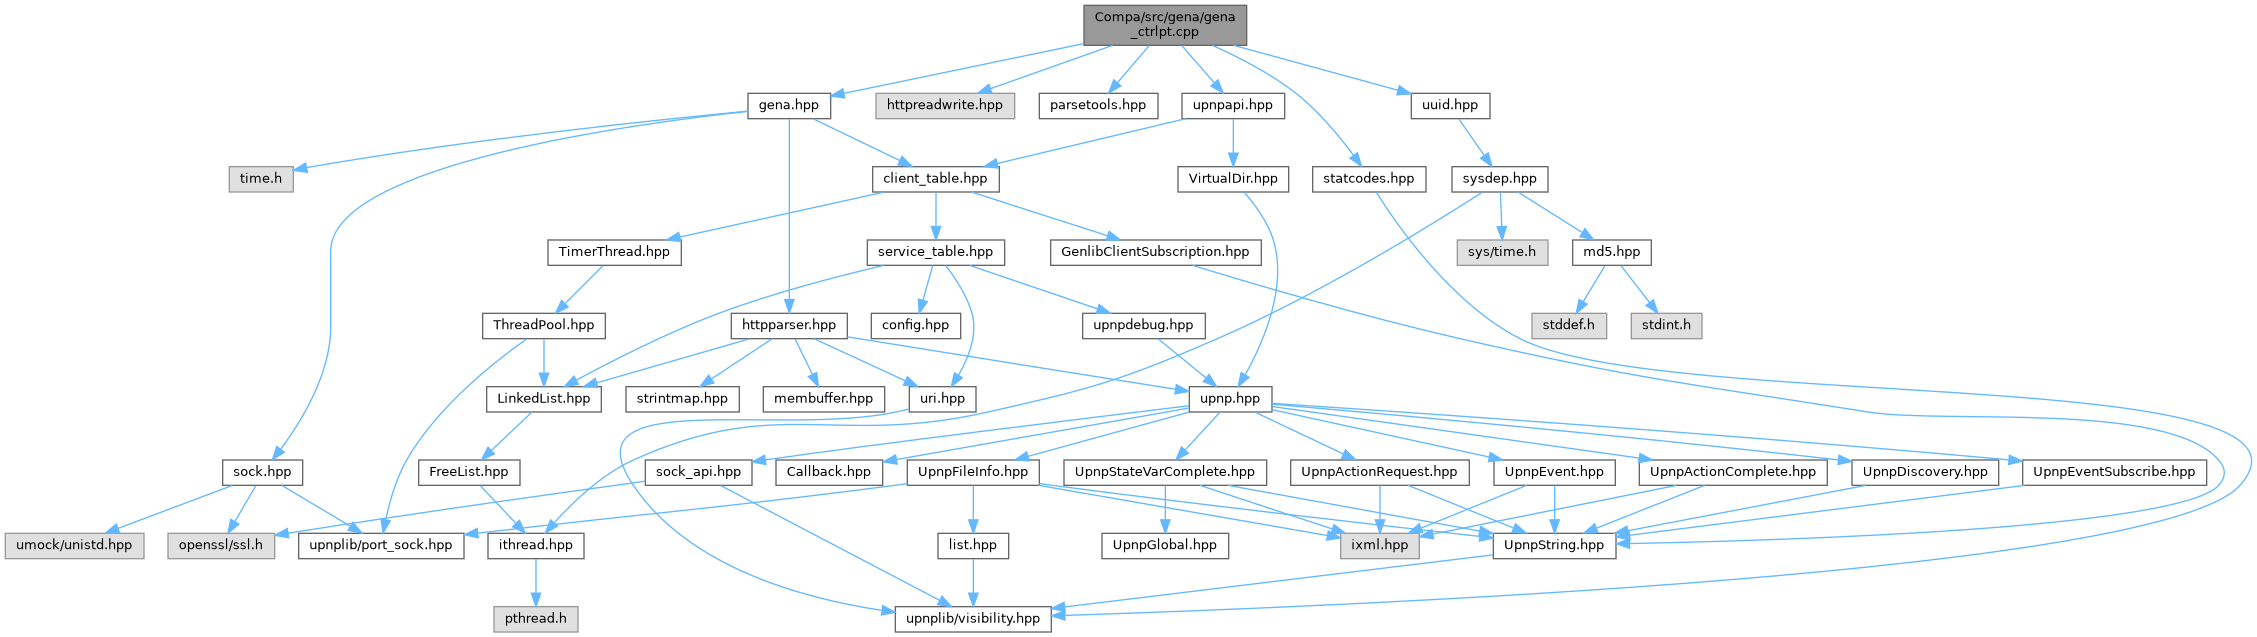 Compa/src/gena/gena
_ctrlpt.cpp
gena.hpp
httpreadwrite.hpp
parsetools.hpp
upnpapi.hpp
uuid.hpp
time.h
client_table.hpp
VirtualDir.hpp
statcodes.hpp
sysdep.hpp
TimerThread.hpp
service_table.hpp
GenlibClientSubscription.hpp
sys/time.h
md5.hpp
ThreadPool.hpp
httpparser.hpp
config.hpp
upnpdebug.hpp
stddef.h
stdint.h
LinkedList.hpp
strintmap.hpp
membuffer.hpp
uri.hpp
upnp.hpp
sock.hpp
FreeList.hpp
sock_api.hpp
Callback.hpp
UpnpFileInfo.hpp
UpnpStateVarComplete.hpp
UpnpActionRequest.hpp
UpnpEvent.hpp
UpnpActionComplete.hpp
UpnpDiscovery.hpp
UpnpEventSubscribe.hpp
umock/unistd.hpp
openssl/ssl.h
upnplib/port_sock.hpp
ithread.hpp
list.hpp
UpnpGlobal.hpp
ixml.hpp
UpnpString.hpp
pthread.h
upnplib/visibility.hpp